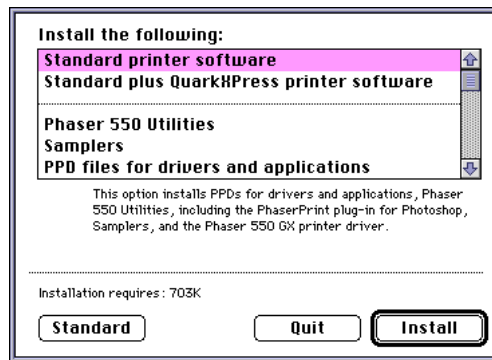 Install the following:
Standard printer software
Standard plus QuarkXPress printer software
Phaser 550 Utilities
Samplers
PPD files for drivers and applications
This option installs PPDs for drivers and applications, Phaser
550 Utilities, including the PhaserPrint plug-in for Photoshop,
Samplers, and the Phaser 550 GX printer driver.
Installation requires: 703K
Standard
Quit
Install